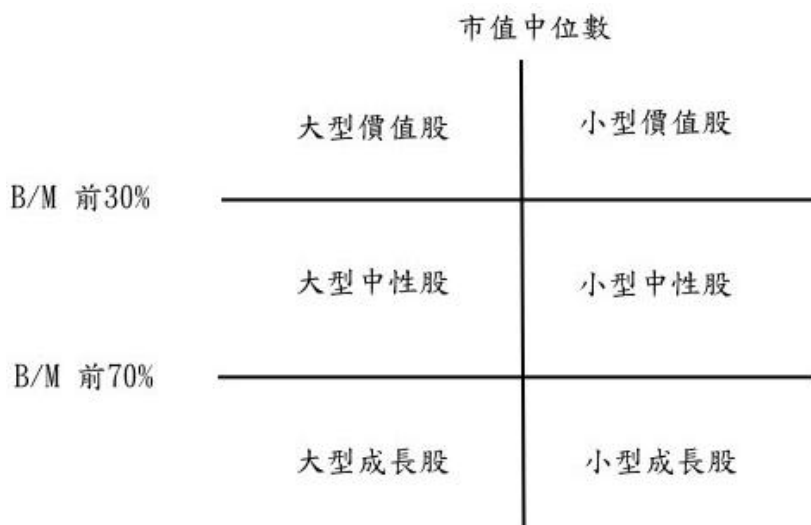 市值中位數
大型價值股 小型價值股
B/M 前30%
大型中性股 小型中性股
B/M 前70%
大型成長股 小型成長股